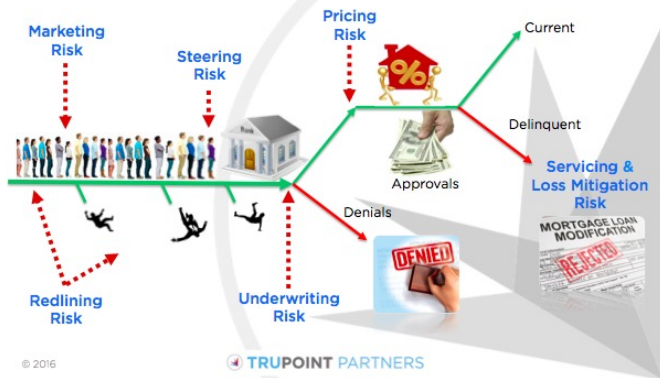 Marketing
Risk
Steering
Risk
Pricing
Risk
Current
Bank
%
Delinquent
Approvals
Servicing &
Loss Mitigation
Risk
Denials
MORTGAGE LOAN
MODIFICATION
REJECTED
DENIED
Redlining
Risk
Underwriting
Risk
© 2016
TRUPOINT PARTNERS